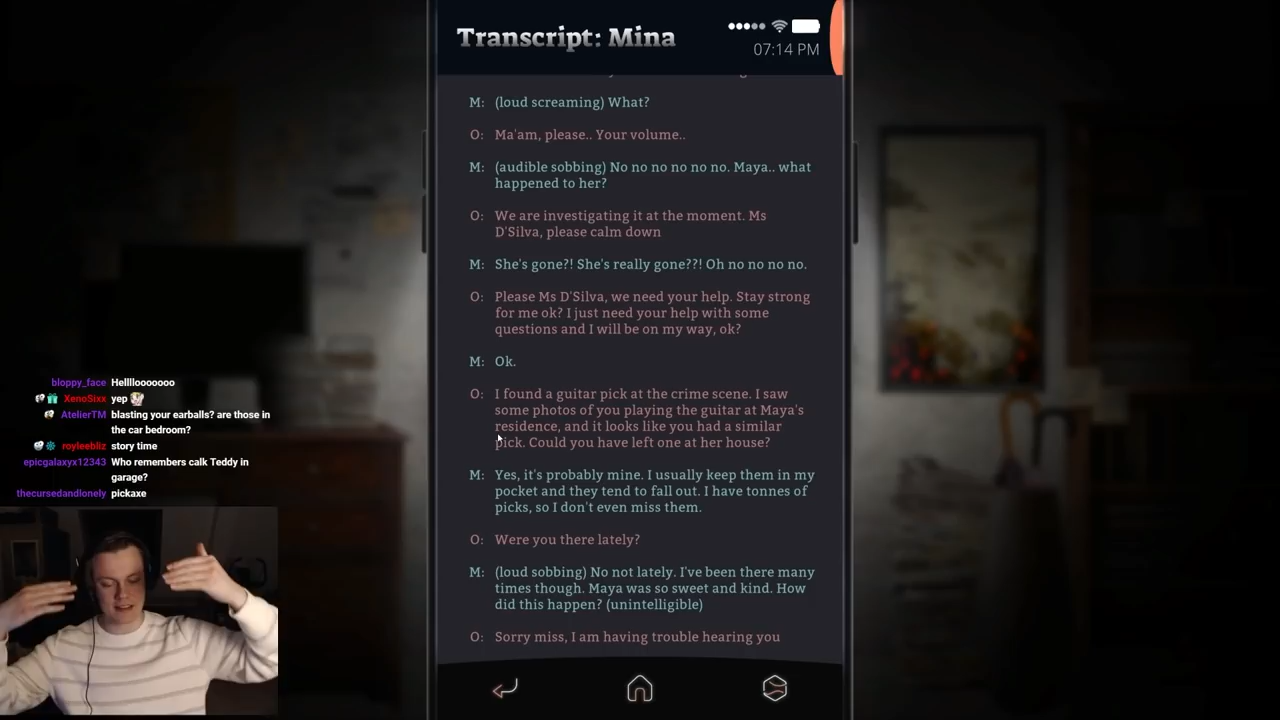 Transcript: Mina
07:14 PM
M: (loud screaming) What?
O: Ma'am, please.. Your volume..
M: (audible sobbing) No no no no no no. Maya.. what
happened to her?
O: We are investigating it at the moment. Ms
D'Silva, please calm down
M: She's gone?! She's really gone??! Oh no no no no.
O: Please Ms D'Silva, we need your help. Stay strong
for me ok? I just need your help with some
questions and I will be on my way, ok?
M: Ok.
O: I found a guitar pick at the crime scene. I saw
some photos of you playing the guitar at Maya's
residence, and it looks like you had a similar
pick. Could you have left one at her house?
M: Yes, it's probably mine. I usually keep them in my
pocket and they tend to fall out. I have tonnes of
picks, so I don't even miss them.
O: Were you there lately?
M: (loud sobbing) No not lately. I've been there many
times though. Maya was so sweet and kind. How
did this happen? (unintelligible)
O: Sorry miss, I am having trouble hearing you
bloppy_face Hellllooooooo
XenoSixx yep
AtelierTM blasting your earballs? are those in
the car bedroom?
royleebliz story time
epicgalaxyx12343 Who remembers calk Teddy in
garage?
thecursedandlonely pickaxe